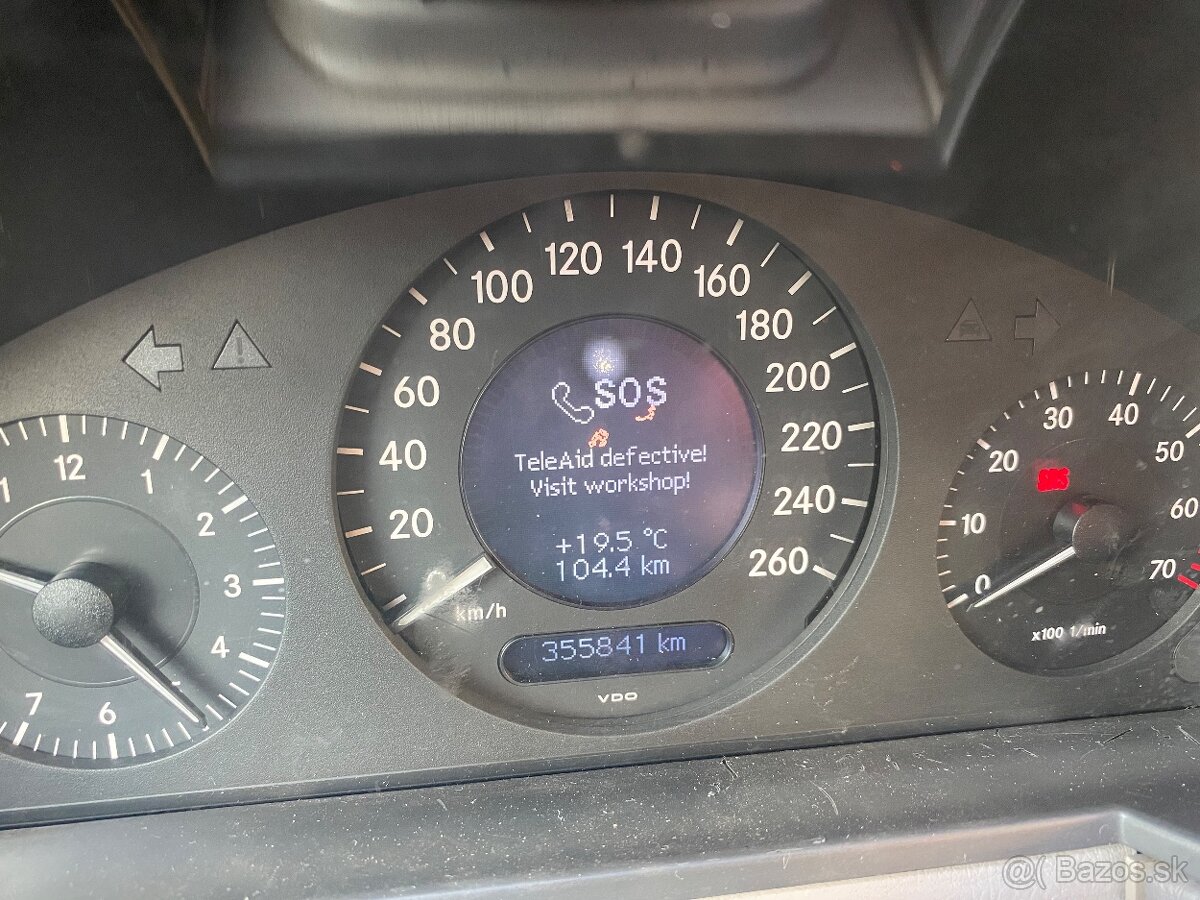 SOS
TeleAid defective!
Visit workshop!
+19.5 °C
104.4 km
355841 km
VDO
km/h
20
40
60
80
100
120
140
160
180
200
220
240
260
12
1
2
3
4
6
7
0
10
20
30
40
50
60
70
x100 1/min
@( Bazos.sk